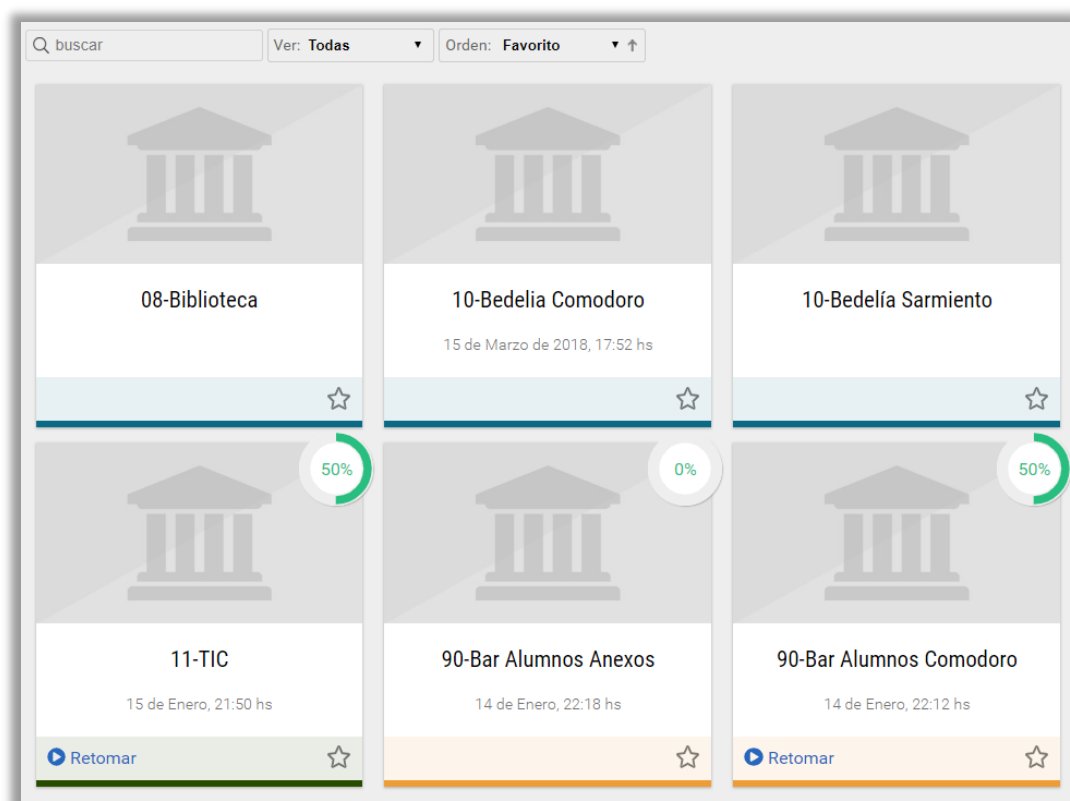 buscar
Ver: Todas
Orden: Favorito
08-Biblioteca
10-Bedelia Comodoro
15 de Marzo de 2018, 17:52 hs
10-Bedelía Sarmiento
50%
11-TIC
15 de Enero, 21:50 hs
Retomar
0%
90-Bar Alumnos Anexos
14 de Enero, 22:18 hs
50%
90-Bar Alumnos Comodoro
14 de Enero, 22:12 hs
Retomar